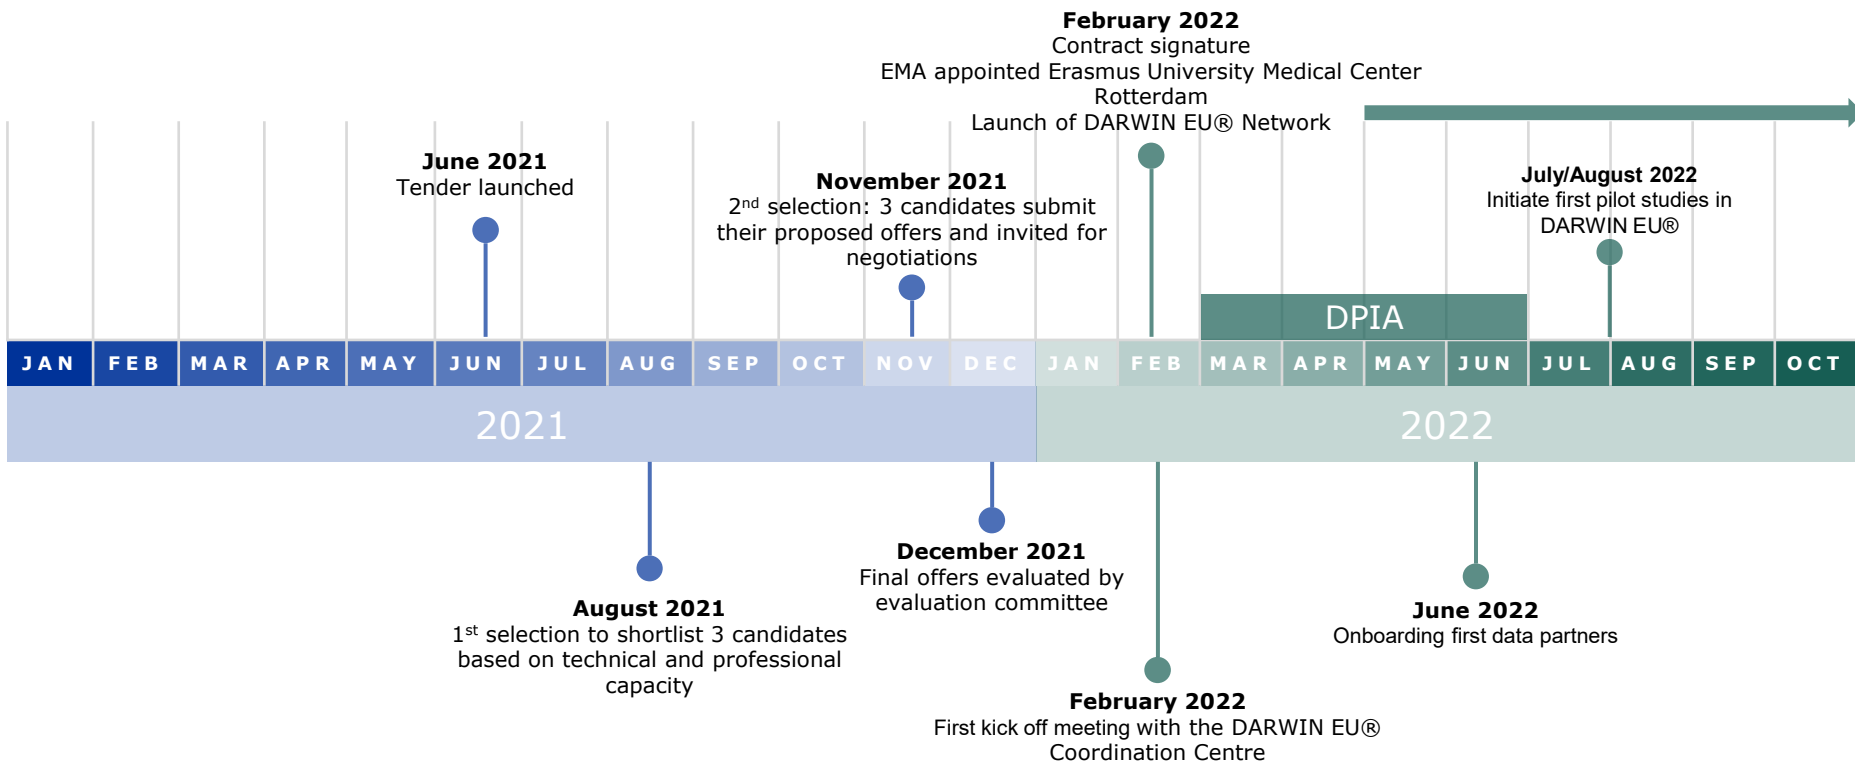 February 2022
Contract signature
EMA appointed Erasmus University Medical Center
Rotterdam
Launch of DARWIN EU® Network
June 2021
Tender launched
November 2021
2nd selection: 3 candidates submit
their proposed offers and invited for
negotiations
July/August 2022
Initiate first pilot studies in
DARWIN EU®
DPIA
JAN FEB MAR APR MAY JUN JUL AUG SEP OCT NOV DEC JAN FEB MAR APR MAY JUN JUL AUG SEP OCT
2021 2022
August 2021
1st selection to shortlist 3 candidates
based on technical and professional
capacity
December 2021
Final offers evaluated by
evaluation committee
February 2022
First kick off meeting with the DARWIN EU®
Coordination Centre
June 2022
Onboarding first data partners